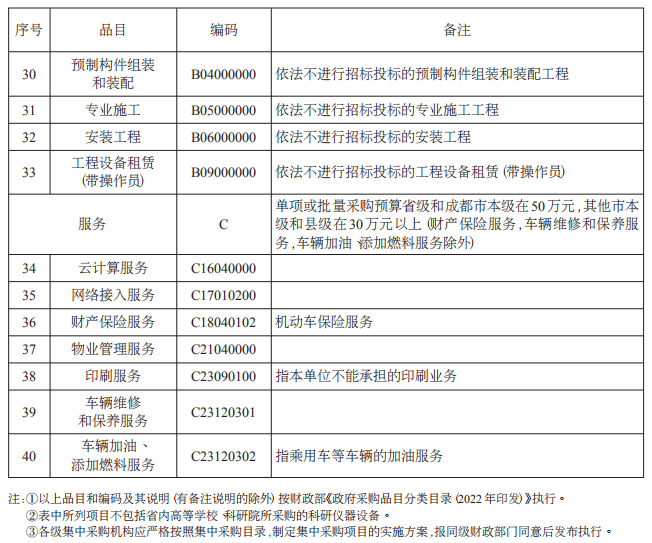 序号 品目 编码 备注
30 预制构件组装和装配 B04000000 依法不进行招标投标的预制构件组装和装配工程
31 专业施工 B05000000 依法不进行招标投标的专业施工工程
32 安装工程 B06000000 依法不进行招标投标的安装工程
33 工程设备租赁(带操作员) B09000000 依法不进行招标投标的工程设备租赁(带操作员)
服务 C 单项或批量采购预算省级和成都市本级在50万元,其他市本
级和县级在30万元以上(财产保险服务,车辆维修和保养服
务,车辆加油、添加燃料服务除外)
34 云计算服务 C16040000
35 网络接入服务 C17010200
36 财产保险服务 C18040102 机动车保险服务
37 物业管理服务 C21040000
38 印刷服务 C23090100 指本单位不能承担的印刷业务
39 车辆维修和保养服务 C23120301
40 车辆加油、添加燃料服务 C23120302 指乘用车等车辆的加油服务
注:①以上品目和编码及其说明(有备注说明的除外)按财政部《政府采购品目分类目录(2022年印发)》执行。
②表中所列项目不包括省内高等学校、科研院所采购的科研仪器设备。
③各级集中采购机构应严格按照集中采购目录,制定集中采购项目的实施方案,报同级财政部门同意后发布执行。